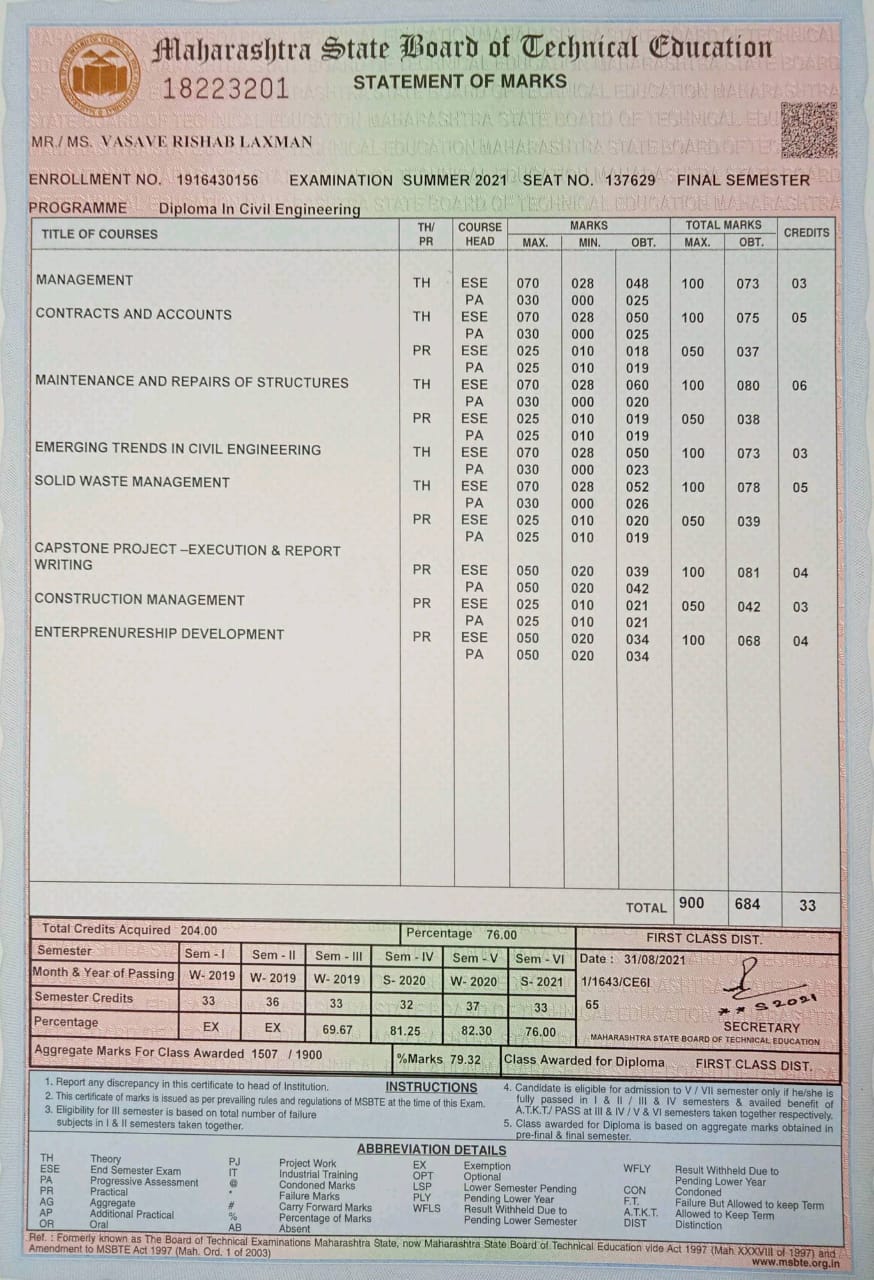 Maharashtra State Board of Technical Education
18223201
STATEMENT OF MARKS
MR./ MS. VASAVE RISHAB LAXMAN
ENROLLMENT NO. 1916430156 EXAMINATION SUMMER 2021 SEAT NO. 137629 FINAL SEMESTER
PROGRAMME Diploma In Civil Engineering
TITLE OF COURSES TH/ PR COURSE HEAD MARKS TOTAL MARKS CREDITS
MAX. MIN. OBT. MAX. OBT.
MANAGEMENT TH ESE 070 028 048 100 073 03
PA 030 000 025
CONTRACTS AND ACCOUNTS TH ESE 070 028 050 100 075 05
PA 030 000 025
PR ESE 025 010 018 050 037
PA 025 010 019
MAINTENANCE AND REPAIRS OF STRUCTURES TH ESE 070 028 060 100 080 06
PA 030 000 020
PR ESE 025 010 019 050 038
PA 025 010 019
EMERGING TRENDS IN CIVIL ENGINEERING TH ESE 070 028 050 100 073 03
PA 030 000 023
SOLID WASTE MANAGEMENT TH ESE 070 028 052 100 078 05
PA 030 000 026
PR ESE 025 010 020 050 039
PA 025 010 019
CAPSTONE PROJECT –EXECUTION & REPORT
WRITING PR ESE 050 020 039 100 081 04
PA 050 020 042
CONSTRUCTION MANAGEMENT PR ESE 025 010 021 050 042 03
PA 025 010 021
ENTERPRENURESHIP DEVELOPMENT PR ESE 050 020 034 100 068 04
PA 050 020 034
TOTAL 900 684 33
Total Credits Acquired 204.00 Percentage 76.00 FIRST CLASS DIST.
Semester Sem - I Sem - II Sem - III Sem - IV Sem - V Sem - VI
Month & Year of Passing W- 2019 W- 2019 W- 2019 S- 2020 W- 2020 S- 2021
Semester Credits 33 36 33 32 37 33
Percentage EX EX 69.67 81.25 82.30 76.00
Date : 31/08/2021
1/1643/CE6I
65
S2021
SECRETARY
MAHARASHTRA STATE BOARD OF TECHNICAL EDUCATION
Aggregate Marks For Class Awarded 1507 / 1900 %Marks 79.32 Class Awarded for Diploma FIRST CLASS DIST.
INSTRUCTIONS
1. Report any discrepancy in this certificate to head of Institution.
2. This certificate of marks is issued as per prevailing rules and regulations of MSBTE at the time of this Exam.
3. Eligibility for III semester is based on total number of failure
subjects in I & II semesters taken together.
4. Candidate is eligible for admission to V / VII semester only if he/she is
fully passed in I & II / III & IV semesters & availed benefit of
A.T.K.T./ PASS at III & IV / V & VI semesters taken together respectively.
5. Class awarded for Diploma is based on aggregate marks obtained in
pre-final & final semester.
ABBREVIATION DETAILS
TH Theory
ESE End Semester Exam
PA Progressive Assessment
PR Practical
AG Aggregate
AP Additional Practical
OR Oral
PJ Project Work
IT Industrial Training
@ Condoned Marks
* Failure Marks
# Carry Forward Marks
% Percentage of Marks
AB Absent
EX Exemption
OPT Optional
LSP Lower Semester Pending
PLY Pending Lower Year
WFLS Result Withheld Due to
Pending Lower Semester
WFLY Result Withheld Due to
Pending Lower Year
CON Condoned
F.T. Failure But Allowed to keep Term
A.T.K.T. Allowed to Keep Term
DIST Distinction
Ref. : Formerly known as The Board of Technical Examinations Maharashtra State, now Maharashtra State Board of Technical Education vide Act 1997 (Mah. XXXVIII of 1997) and
Amendment to MSBTE Act 1997 (Mah. Ord. 1 of 2003)
www.msbte.org.in